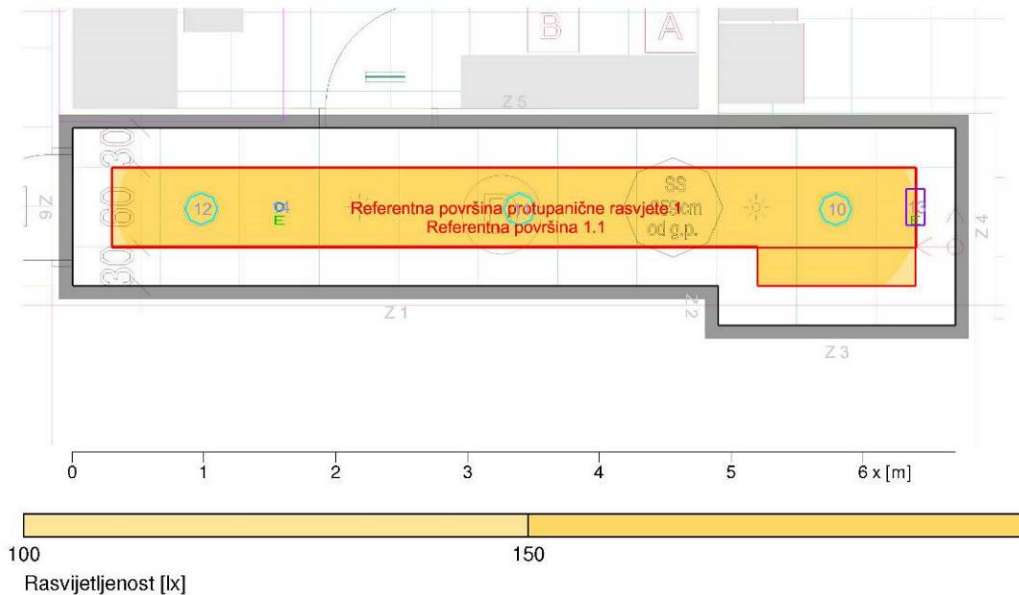 B A
Z 5
30
60
30
12
E
SS
cm
od g.p.
10
E
Referentna površina protupanične rasvjete 1
Referentna površina 1.1
Z 6
Z 4
Z 1
Z 2
Z 3
0 1 2 3 4 5 6 x [m]
100 150
Rasvijetljenost [lx]